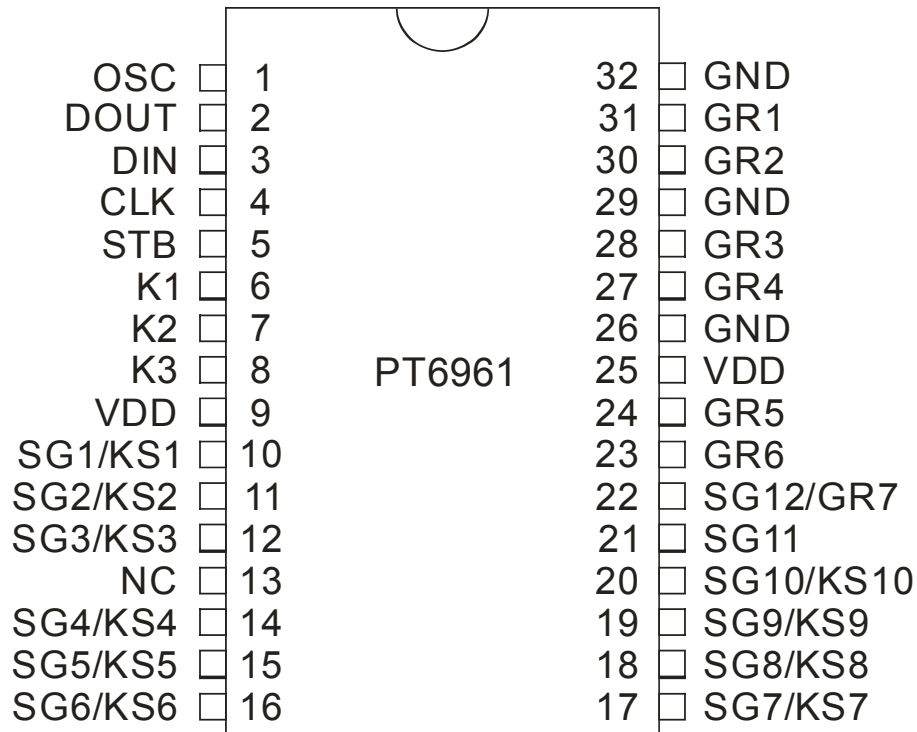 OSC 1 32 GND
DOUT 2 31 GR1
DIN 3 30 GR2
CLK 4 29 GND
STB 5 28 GR3
K1 6 27 GR4
K2 7 26 GND
K3 8 PT6961 25 VDD
VDD 9 24 GR5
SG1/KS1 10 23 GR6
SG2/KS2 11 22 SG12/GR7
SG3/KS3 12 21 SG11
NC 13 20 SG10/KS10
SG4/KS4 14 19 SG9/KS9
SG5/KS5 15 18 SG8/KS8
SG6/KS6 16 17 SG7/KS7